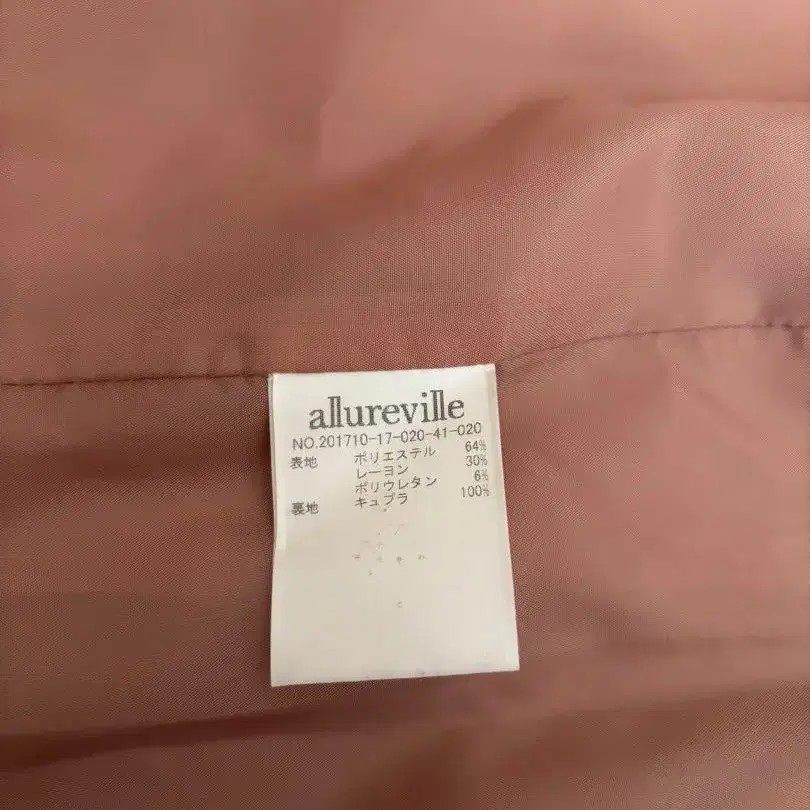 allureville
NO.201710-17-020-41-020
表地 ポリエステル 64%
レーヨン 30%
ポリウレタン 6%
裏地 キュプラ 100%